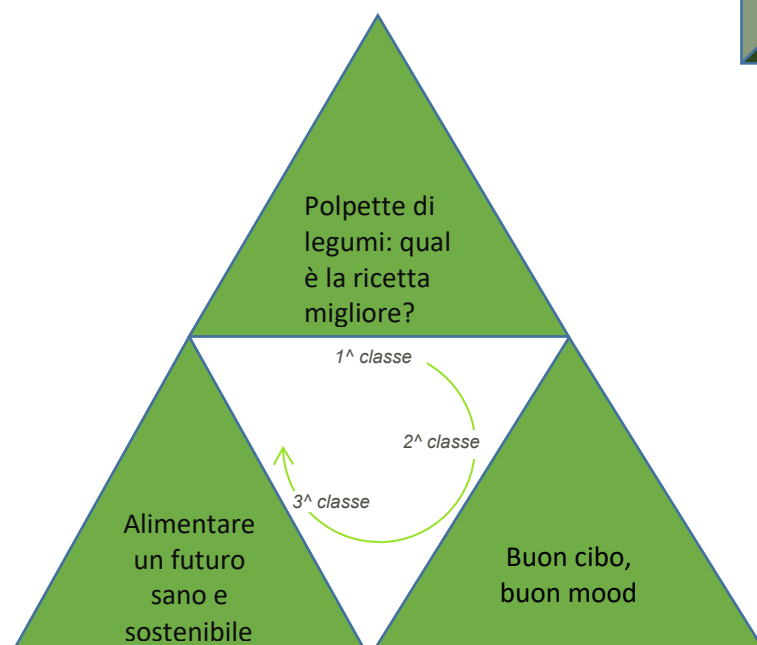 Polpette di
legumi: qual
è la ricetta
migliore?
1^ classe
2^ classe
3^ classe
Alimentare
un futuro
sano e
sostenibile
Buon cibo,
buon mood